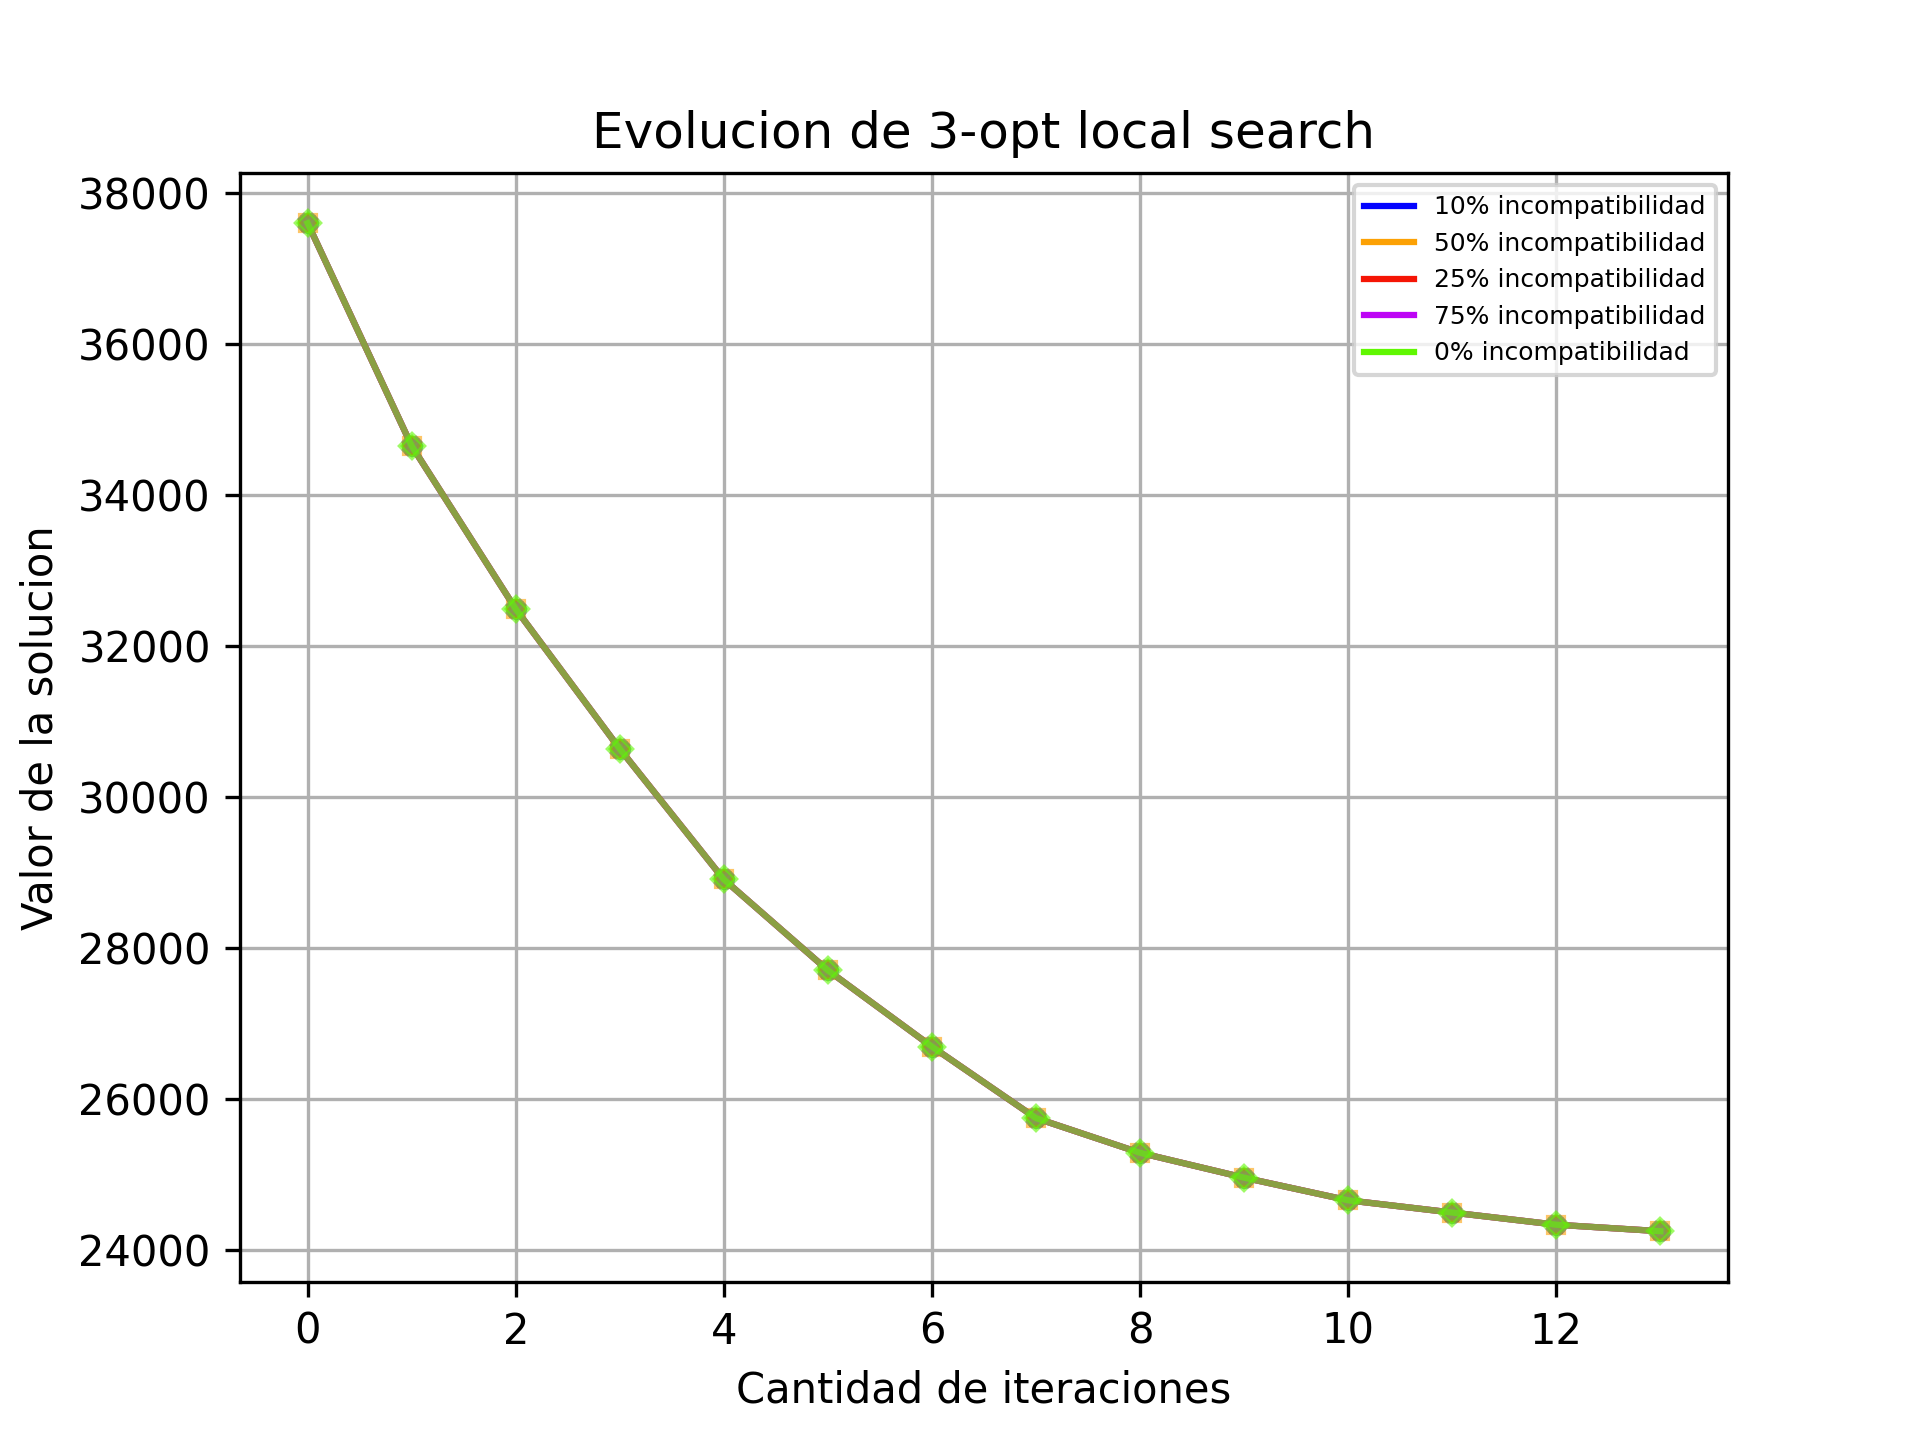 Evolucion de 3-opt local search
38000
36000
34000
32000
30000
28000
26000
24000
Valor de la solucion
10% incompatibilidad
50% incompatibilidad
25% incompatibilidad
75% incompatibilidad
0% incompatibilidad
0 2 4 6 8 10 12
Cantidad de iteraciones